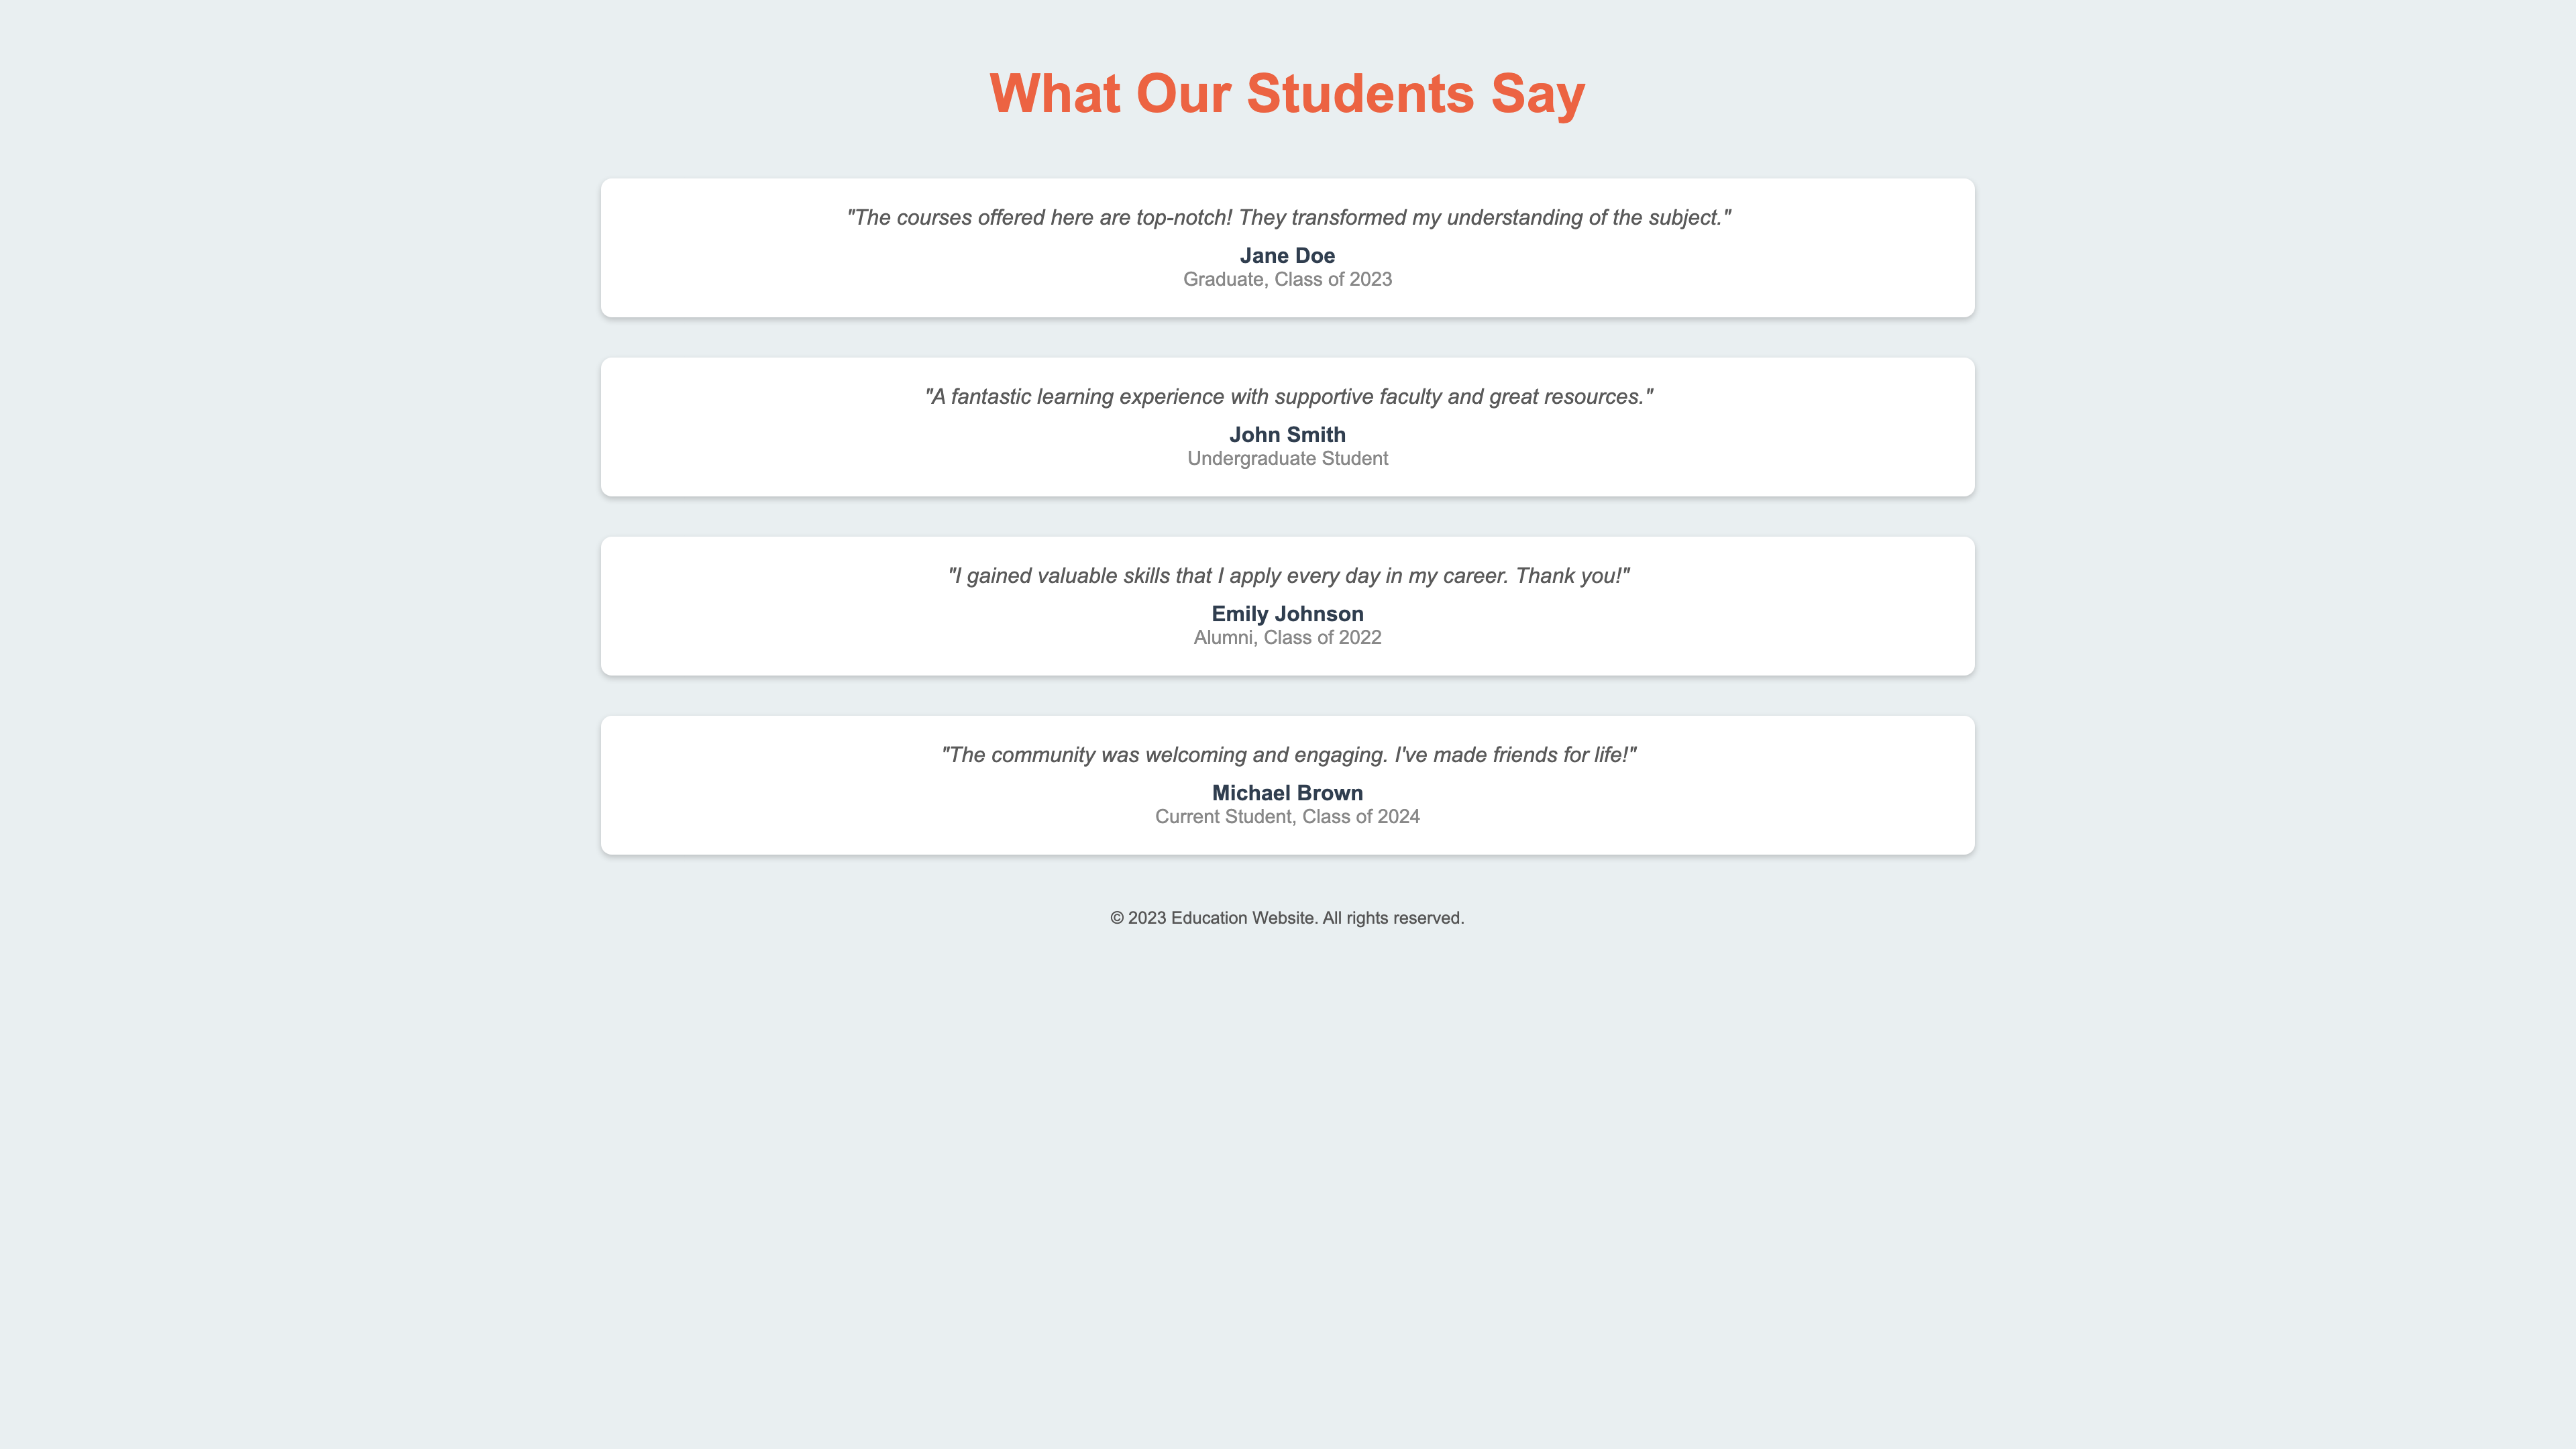 What Our Students Say
"The courses offered here are top-notch! They transformed my understanding of the subject."
Jane Doe
Graduate, Class of 2023
"A fantastic learning experience with supportive faculty and great resources."
John Smith
Undergraduate Student
"I gained valuable skills that I apply every day in my career. Thank you!"
Emily Johnson
Alumni, Class of 2022
"The community was welcoming and engaging. I've made friends for life!"
Michael Brown
Current Student, Class of 2024
© 2023 Education Website. All rights reserved.